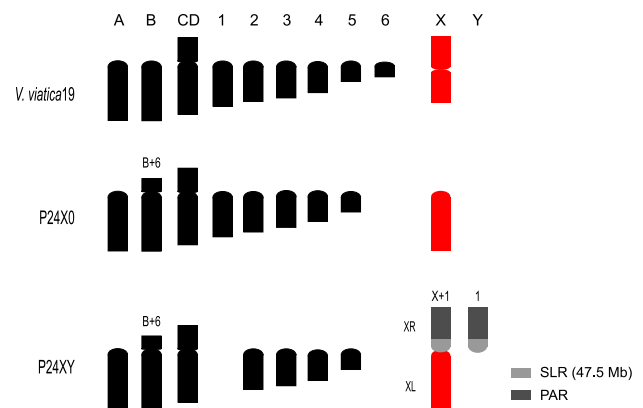 A B CD 1 2 3 4 5 6 X Y
V. viatica19
B+6
P24X0
X+1 1
B+6
XR
P24XY
XL
SLR (47.5 Mb)
PAR